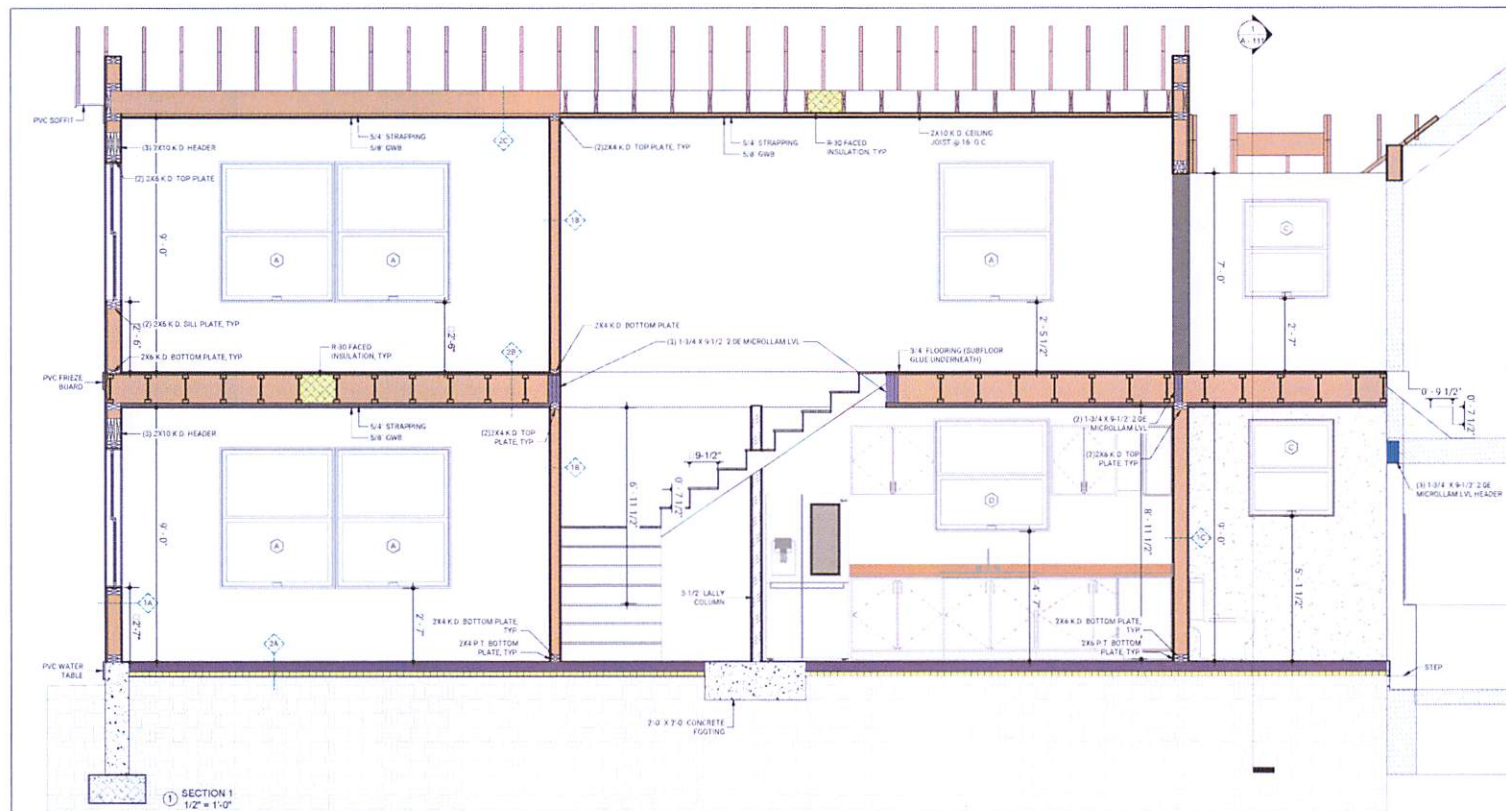 1
A-111
PVC SOFFIT
(3) 2X10 K.D. HEADER
(2) 2X6 K.D. TOP PLATE
5/4 STRAPPING
5/8 GWB
2C
(2)2X4 K.D. TOP PLATE, TYP
5/4 STRAPPING
5/8 GWB
R-30 FACED
INSULATION, TYP
2X10 K.D. CEILING
JOIST @ 16 O.C
1B
9'-0"
A
A
A
C
7'-0"
(2) 2X6 K.D. SILL PLATE, TYP
2'-6"
2'-6"
2X6 K.D. BOTTOM PLATE, TYP
R-30 FACED
INSULATION, TYP
2B
2X4 K.D. BOTTOM PLATE
(3) 1-3/4 X 9-1/2 2.0E MICROLLAM LVL
2'-5 1/2"
3/4 FLOORING (SUBFLOOR
GLUE UNDERNEATH)
2'-7"
PVC FRIEZE
BOARD
0'-9 1/2"
0'-7 1/2"
(3) 2X10 K.D. HEADER
5/4 STRAPPING
5/8 GWB
(2)2X4 K.D. TOP
PLATE, TYP
1B
9-1/2"
0'-7 1/2"
6'-11 1/2"
(2) 1-3/4 X 9-1/2" 2.0E
MICROLLAM LVL
(2)2X6 K.D. TOP
PLATE, TYP
C
(3) 1-3/4 X 9-1/2" 2.0E
MICROLLAM LVL HEADER
9'-0"
A
A
D
8'-11 1/2"
1C
9'-0"
1A
2'-7"
2'-7"
2A
2X4 K.D. BOTTOM PLATE,
TYP
2X4 P.T. BOTTOM
PLATE, TYP
3-1/2 LALLY
COLUMN
4'-7"
2X6 K.D. BOTTOM PLATE,
TYP
2X6 P.T. BOTTOM
PLATE, TYP
5'-11 1/2"
PVC WATER
TABLE
STEP
2'-0 X 2'-0 CONCRETE
FOOTING
1 SECTION 1
1/2" = 1'-0"